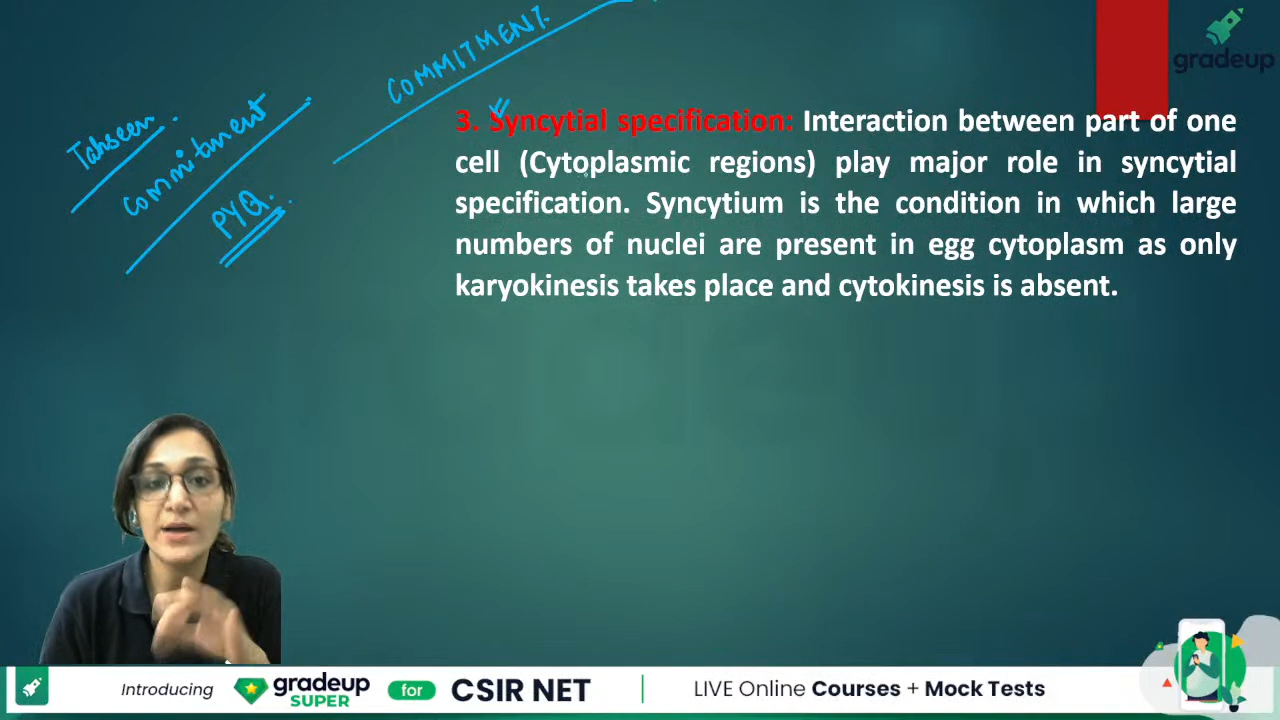 COMMITMENT.
gradeup
Tahseen.
Commitment
PYQ.
3. Syncytial specification: Interaction between part of one
cell (Cytoplasmic regions) play major role in syncytial
specification. Syncytium is the condition in which large
numbers of nuclei are present in egg cytoplasm as only
karyokinesis takes place and cytokinesis is absent.
Introducing gradeup SUPER for CSIR NET LIVE Online Courses + Mock Tests